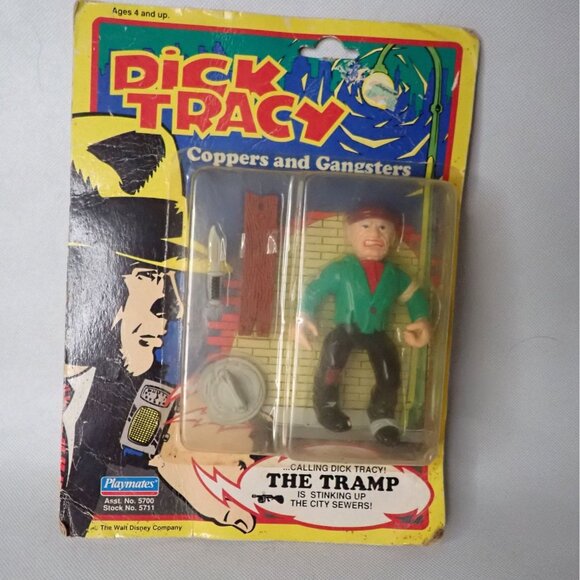 Ages 4 and up.
DiCK
TRACY
Coppers and Gangsters
...CALLING DICK TRACY!
THE TRAMP
IS STINKING UP
THE CITY SEWERS!
Playmates
Asst. No. 5700
Stock No. 5711
The Walt Disney Company